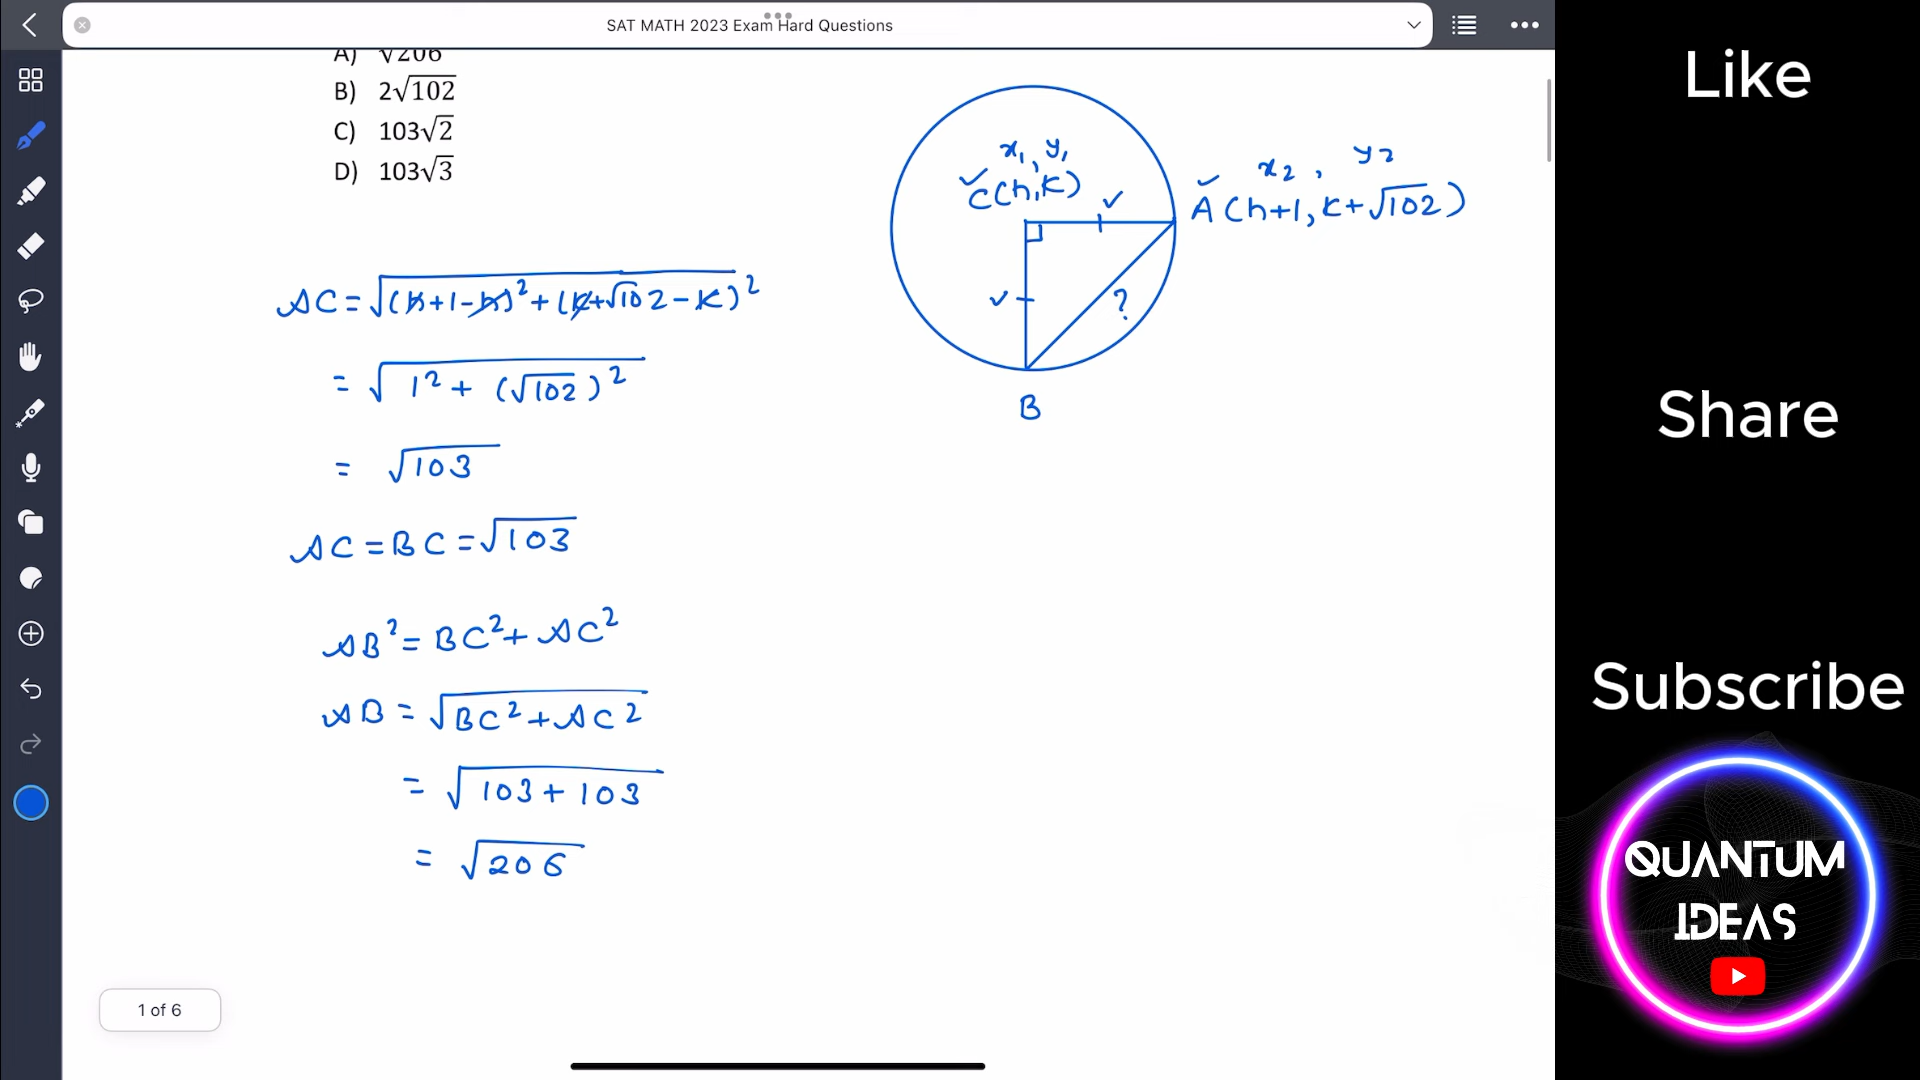 SAT MATH 2023 Exam Hard Questions
A) √206
B) 2√102
C) 103√2
D) 103√3
x₁, y₁
C(h,k)
x₂, y₂
A(h+1, k+√102)
?
B
AC = √(h+1-h)² + (k+√102-k)²
= √1² + (√102)²
= √103
AC = BC = √103
AB² = BC² + AC²
AB = √BC² + AC²
= √103 + 103
= √206
1 of 6
Like
Share
Subscribe
QUANTUM
IDEAS